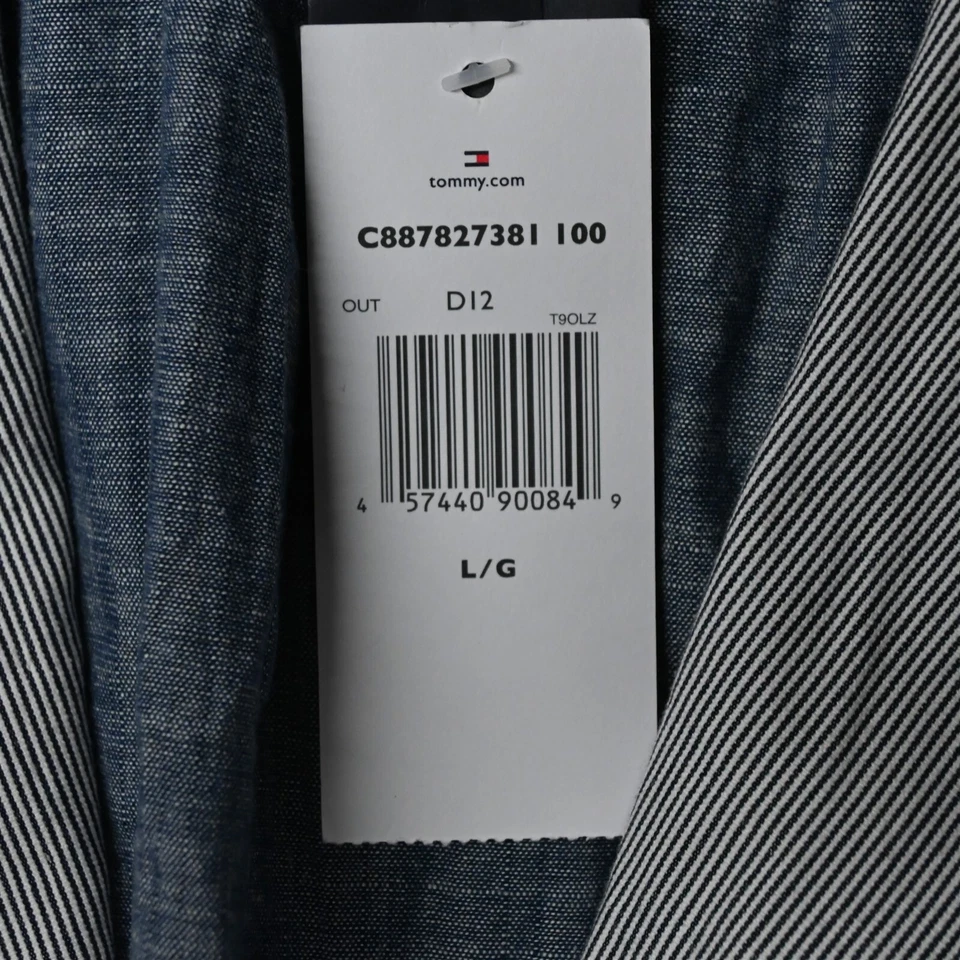 tommy.com
C887827381 100
OUT D12
T9OLZ
4 57440 90084 9
L/G